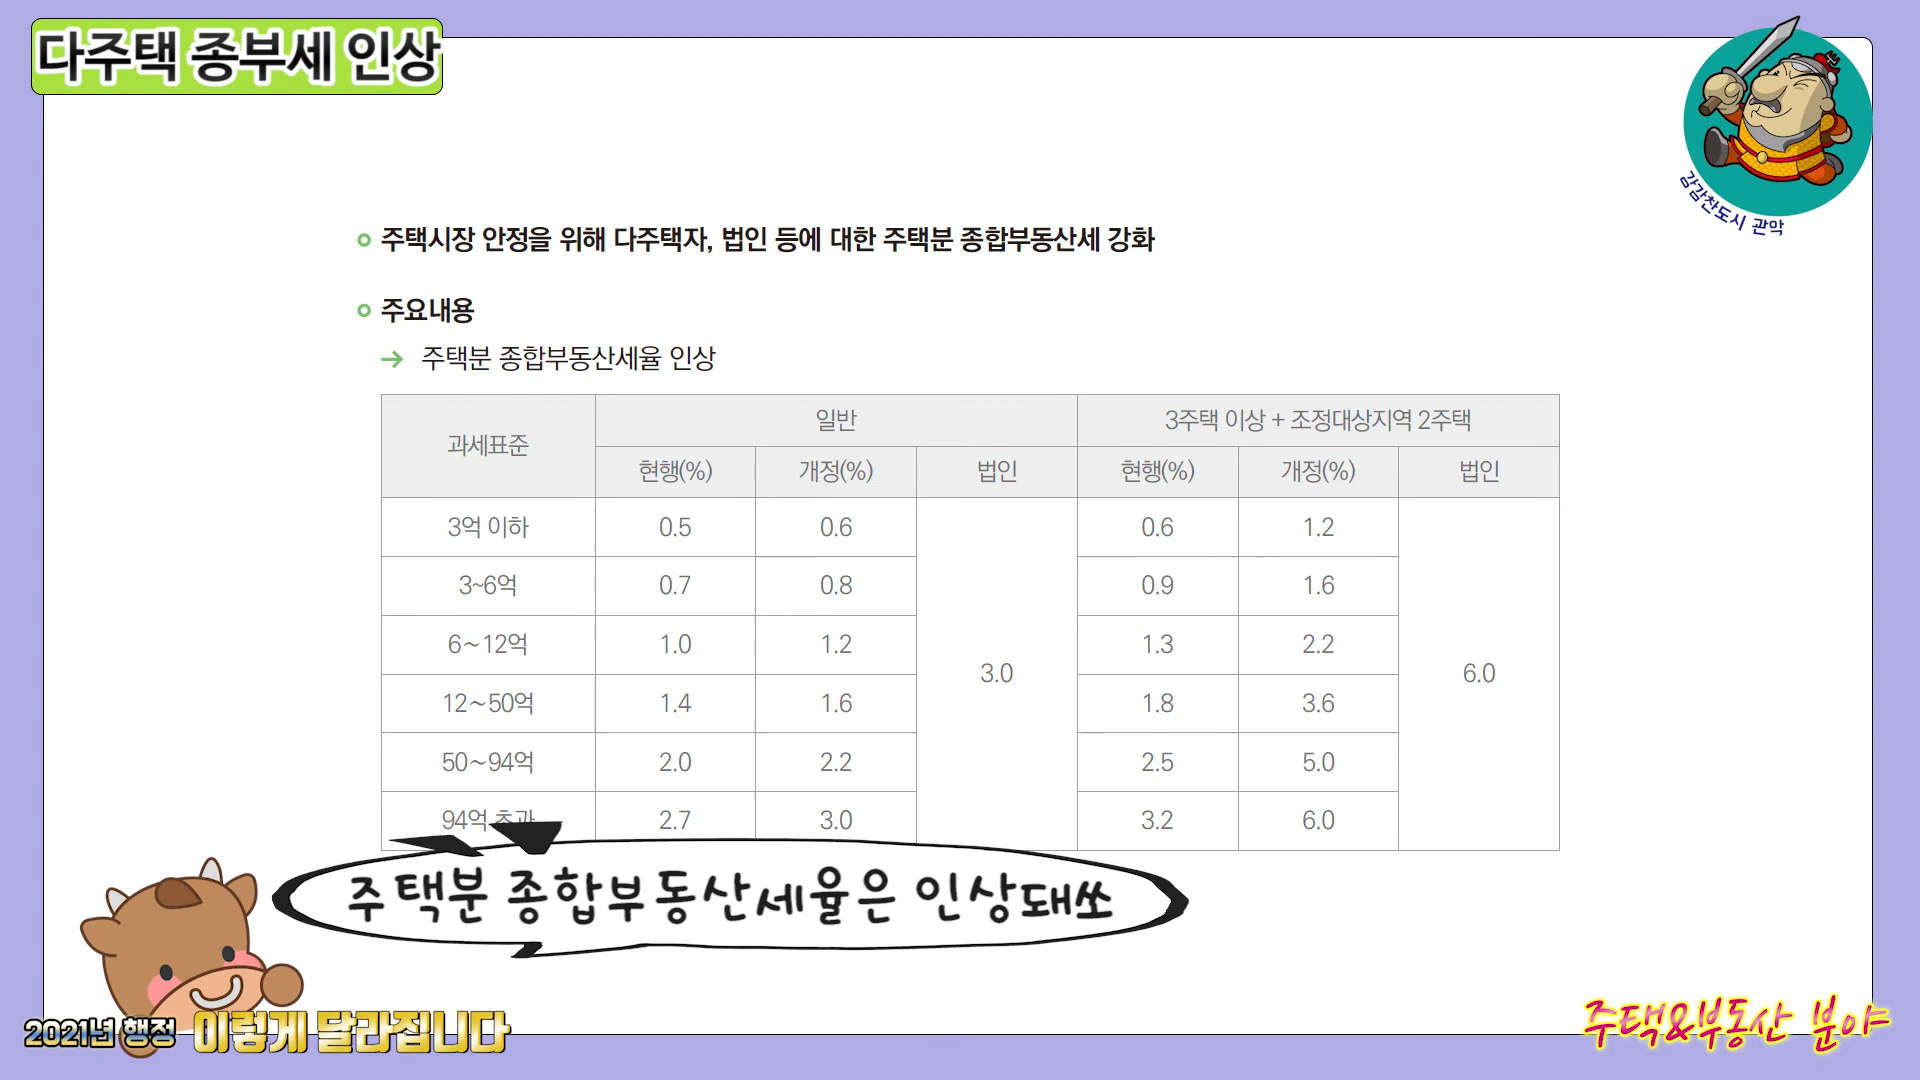 다주택 종부세 인상
감감찬도시 관악
주택시장 안정을 위해 다주택자, 법인 등에 대한 주택분 종합부동산세 강화
주요내용
→ 주택분 종합부동산세율 인상
과세표준 일반 3주택 이상 + 조정대상지역 2주택
현행(%) 개정(%) 법인 현행(%) 개정(%) 법인
3억 이하 0.5 0.6 0.6 1.2
3~6억 0.7 0.8 0.9 1.6
6~12억 1.0 1.2 1.3 2.2
3.0 6.0
12~50억 1.4 1.6 1.8 3.6
50~94억 2.0 2.2 2.5 5.0
94억 초과 2.7 3.0 3.2 6.0
주택분 종합부동산세율은 인상돼쏘
2021년 행정 이렇게 달라집니다
주택&부동산 분야